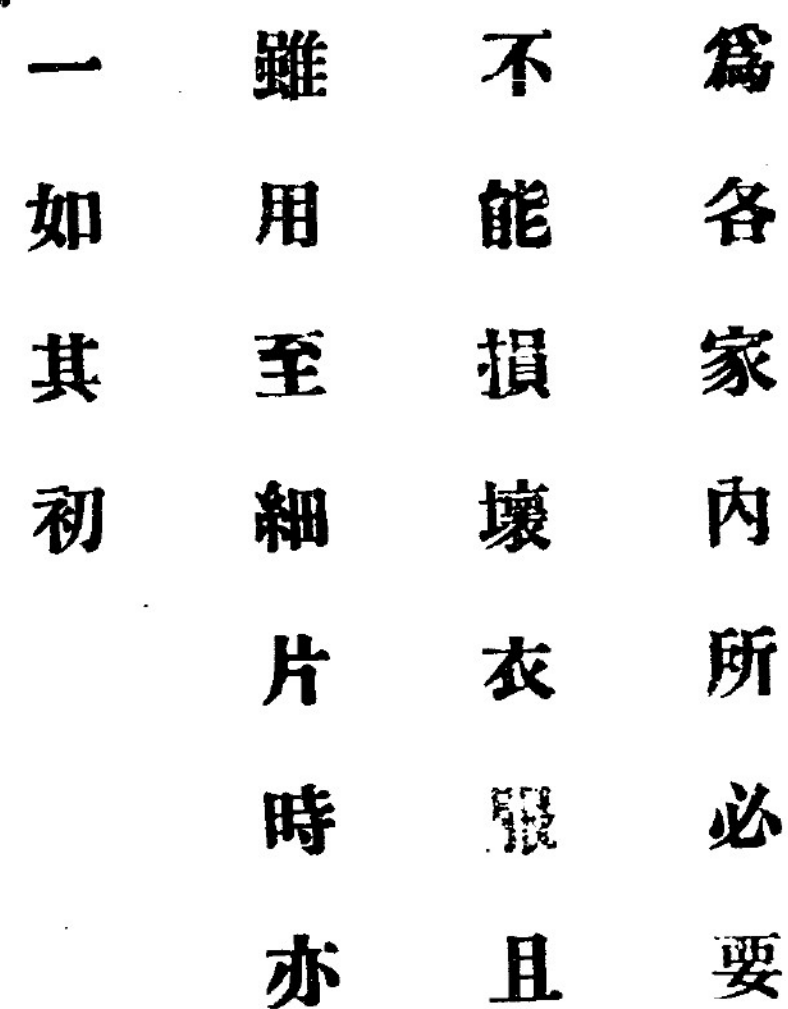 爲各家內所必要
不能損壞衣服且
雖用至細片時亦
一如其初